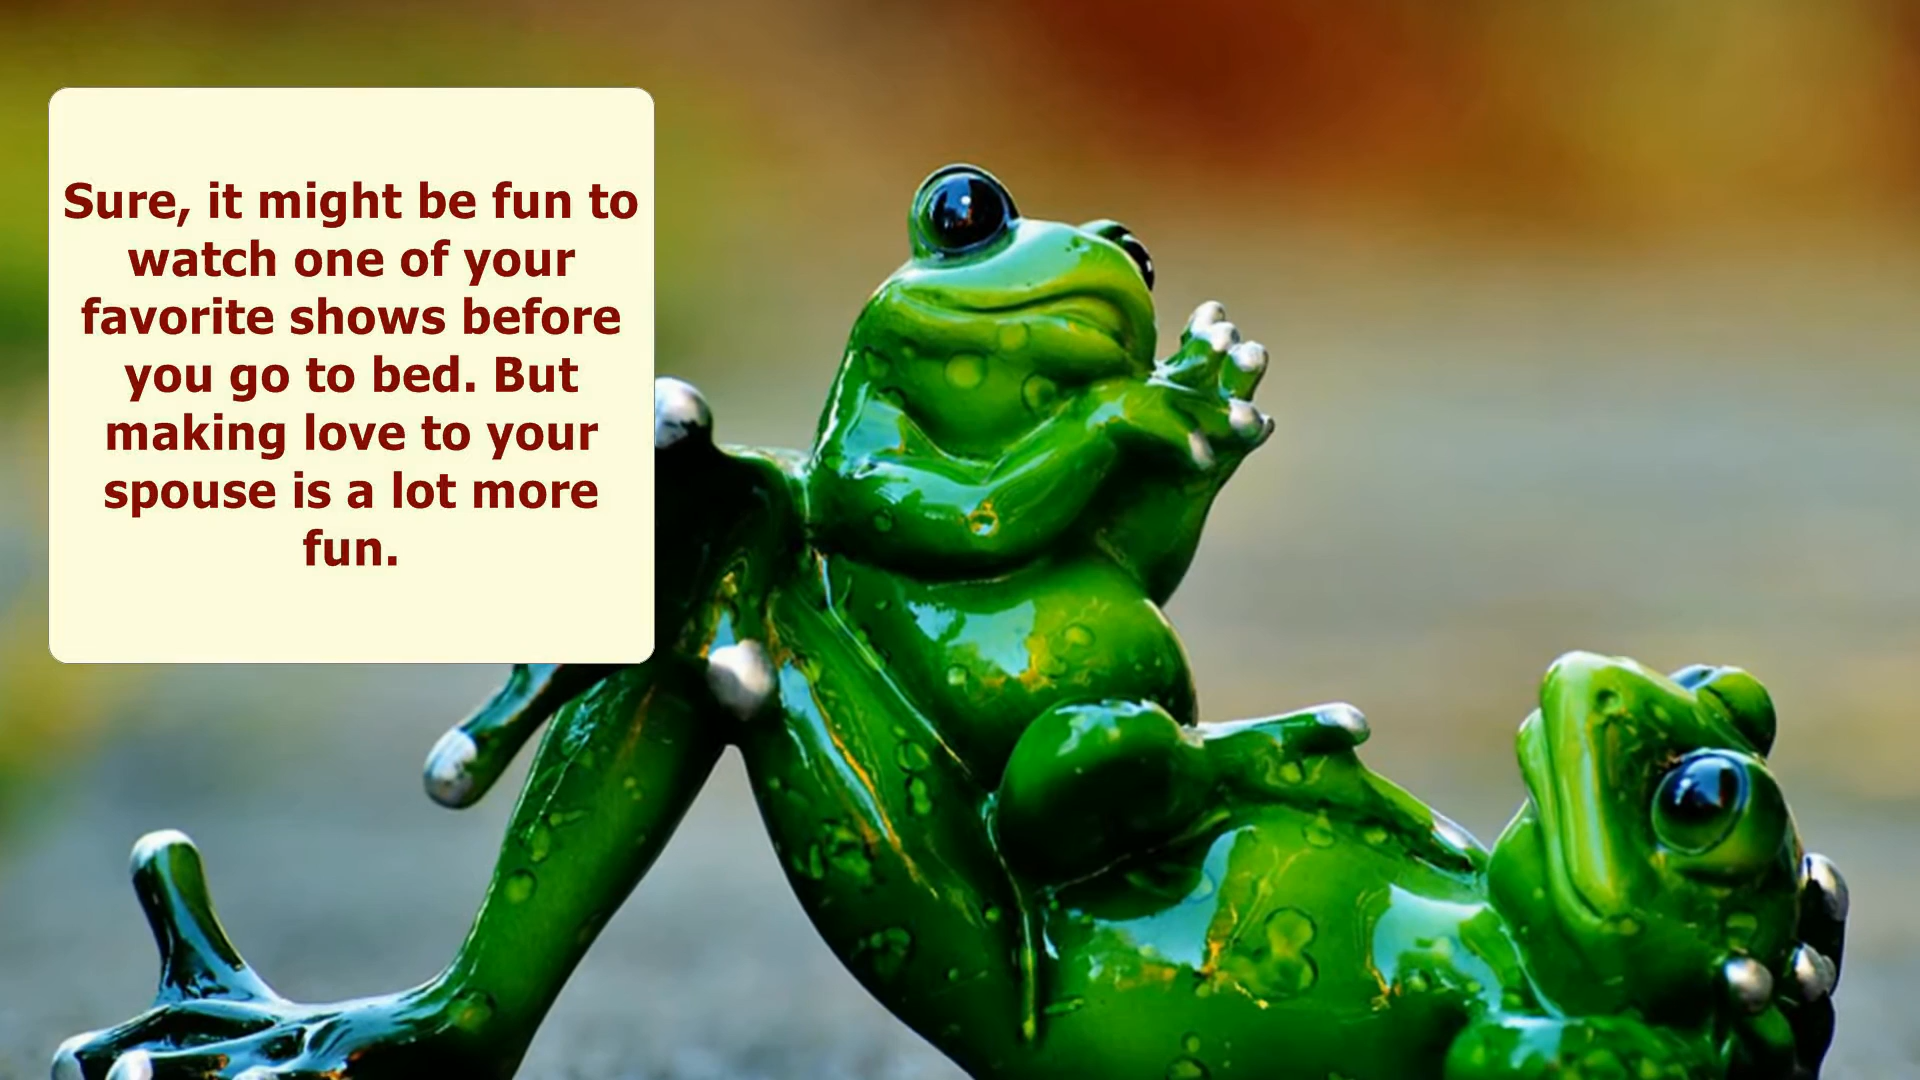 Sure, it might be fun to
watch one of your
favorite shows before
you go to bed. But
making love to your
spouse is a lot more
fun.